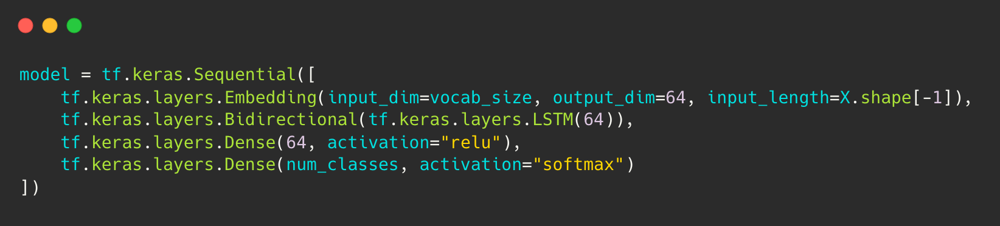 model = tf.keras.Sequential([
    tf.keras.layers.Embedding(input_dim=vocab_size, output_dim=64, input_length=X.shape[-1]),
    tf.keras.layers.Bidirectional(tf.keras.layers.LSTM(64)),
    tf.keras.layers.Dense(64, activation="relu"),
    tf.keras.layers.Dense(num_classes, activation="softmax")
])